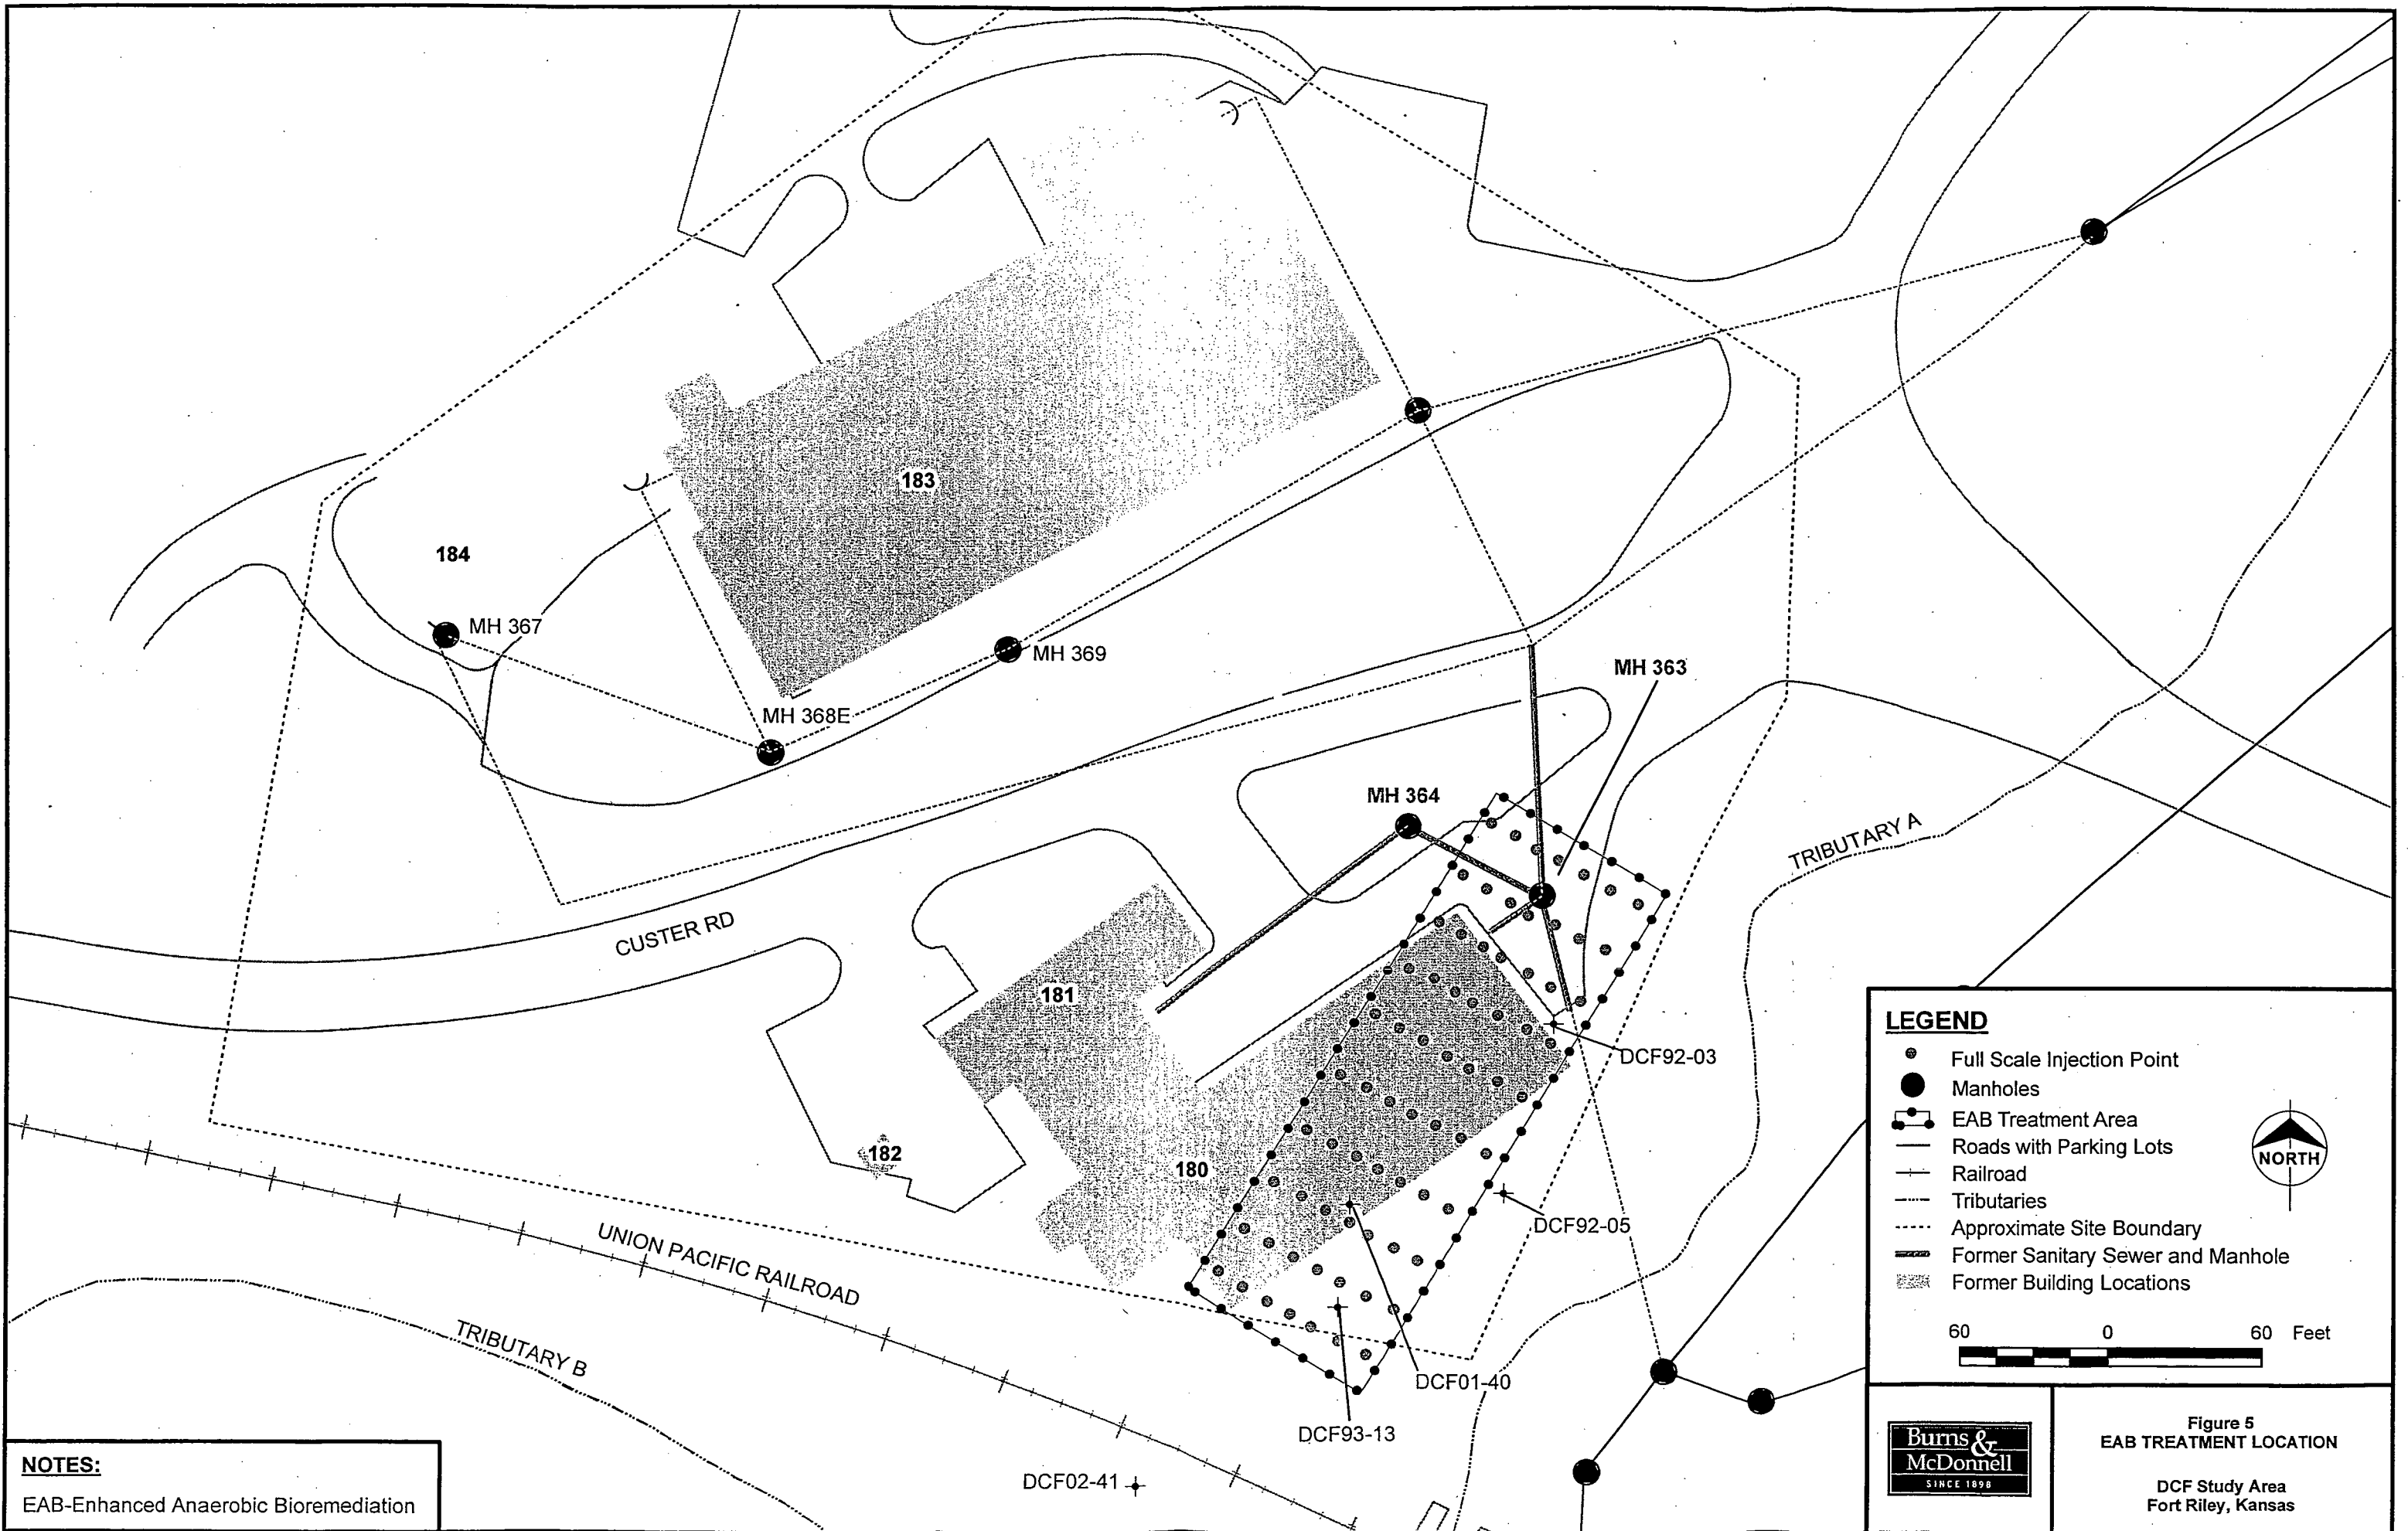 183
184
MH 367
MH 369
MH 363
MH 368E
MH 364
TRIBUTARY A
CUSTER RD
181
DCF92-03
182
180
DCF92-05
UNION PACIFIC RAILROAD
TRIBUTARY B
DCF01-40
DCF93-13
DCF02-41
LEGEND
Full Scale Injection Point
Manholes
EAB Treatment Area
Roads with Parking Lots
Railroad
Tributaries
Approximate Site Boundary
Former Sanitary Sewer and Manhole
Former Building Locations
NORTH
60 0 60 Feet
NOTES:
EAB-Enhanced Anaerobic Bioremediation
Burns &
McDonnell
SINCE 1898
Figure 5
EAB TREATMENT LOCATION
DCF Study Area
Fort Riley, Kansas